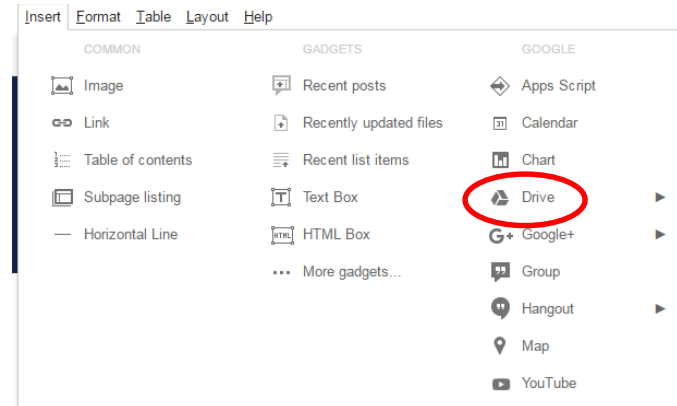 Insert Format Table Layout Help
COMMON GADGETS GOOGLE
Image Recent posts Apps Script
Link Recently updated files 31 Calendar
Table of contents Recent list items Chart
Subpage listing T Text Box Drive
Horizontal Line HTML HTML Box G+ Google+
More gadgets... Group
Hangout
Map
YouTube